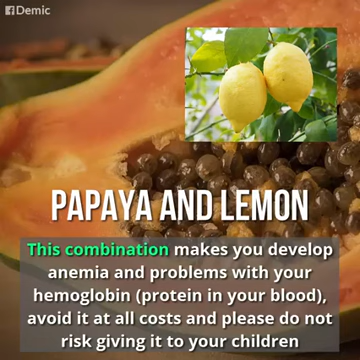 Demic
PAPAYA AND LEMON
This combination makes you develop
anemia and problems with your
hemoglobin (protein in your blood),
avoid it at all costs and please do not
risk giving it to your children